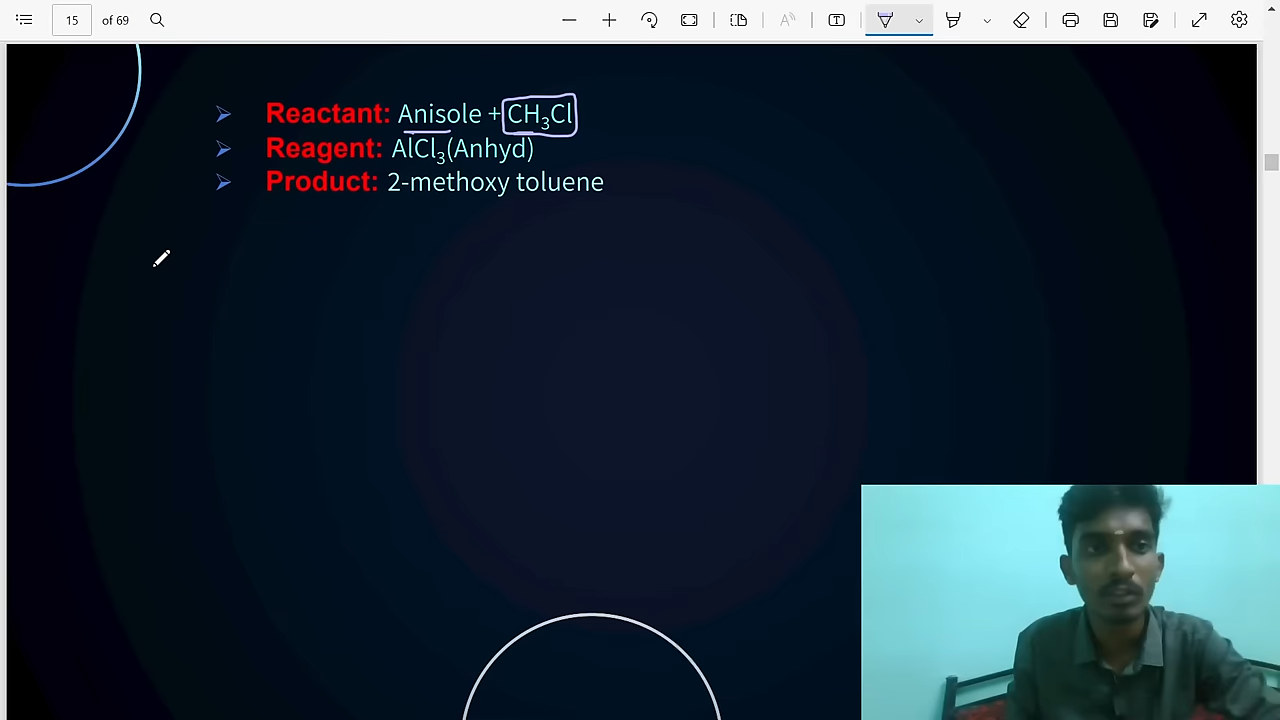 15 of 69
Reactant: Anisole + CH₃Cl
Reagent: AlCl₃(Anhyd)
Product: 2-methoxy toluene